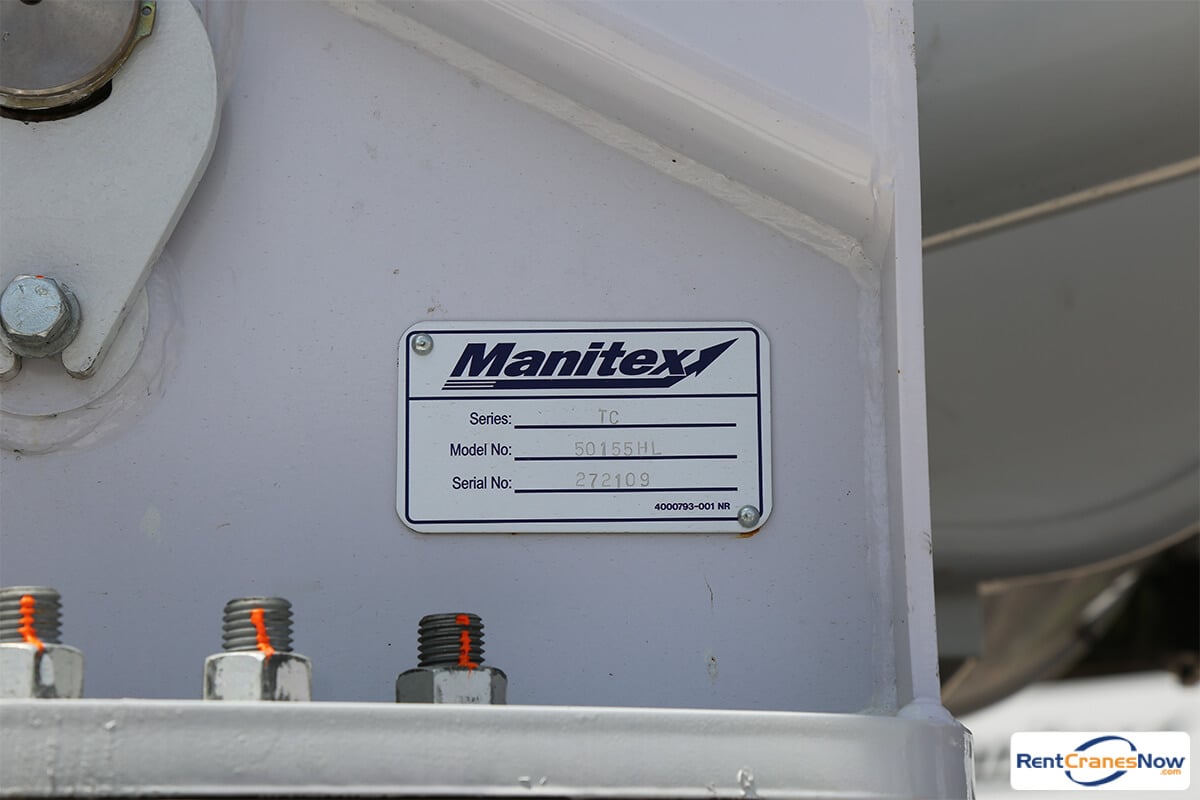 Manitex
Series: TC
Model No: 50155HL
Serial No: 272109
4000793-001 NR
RentCranesNow
.com